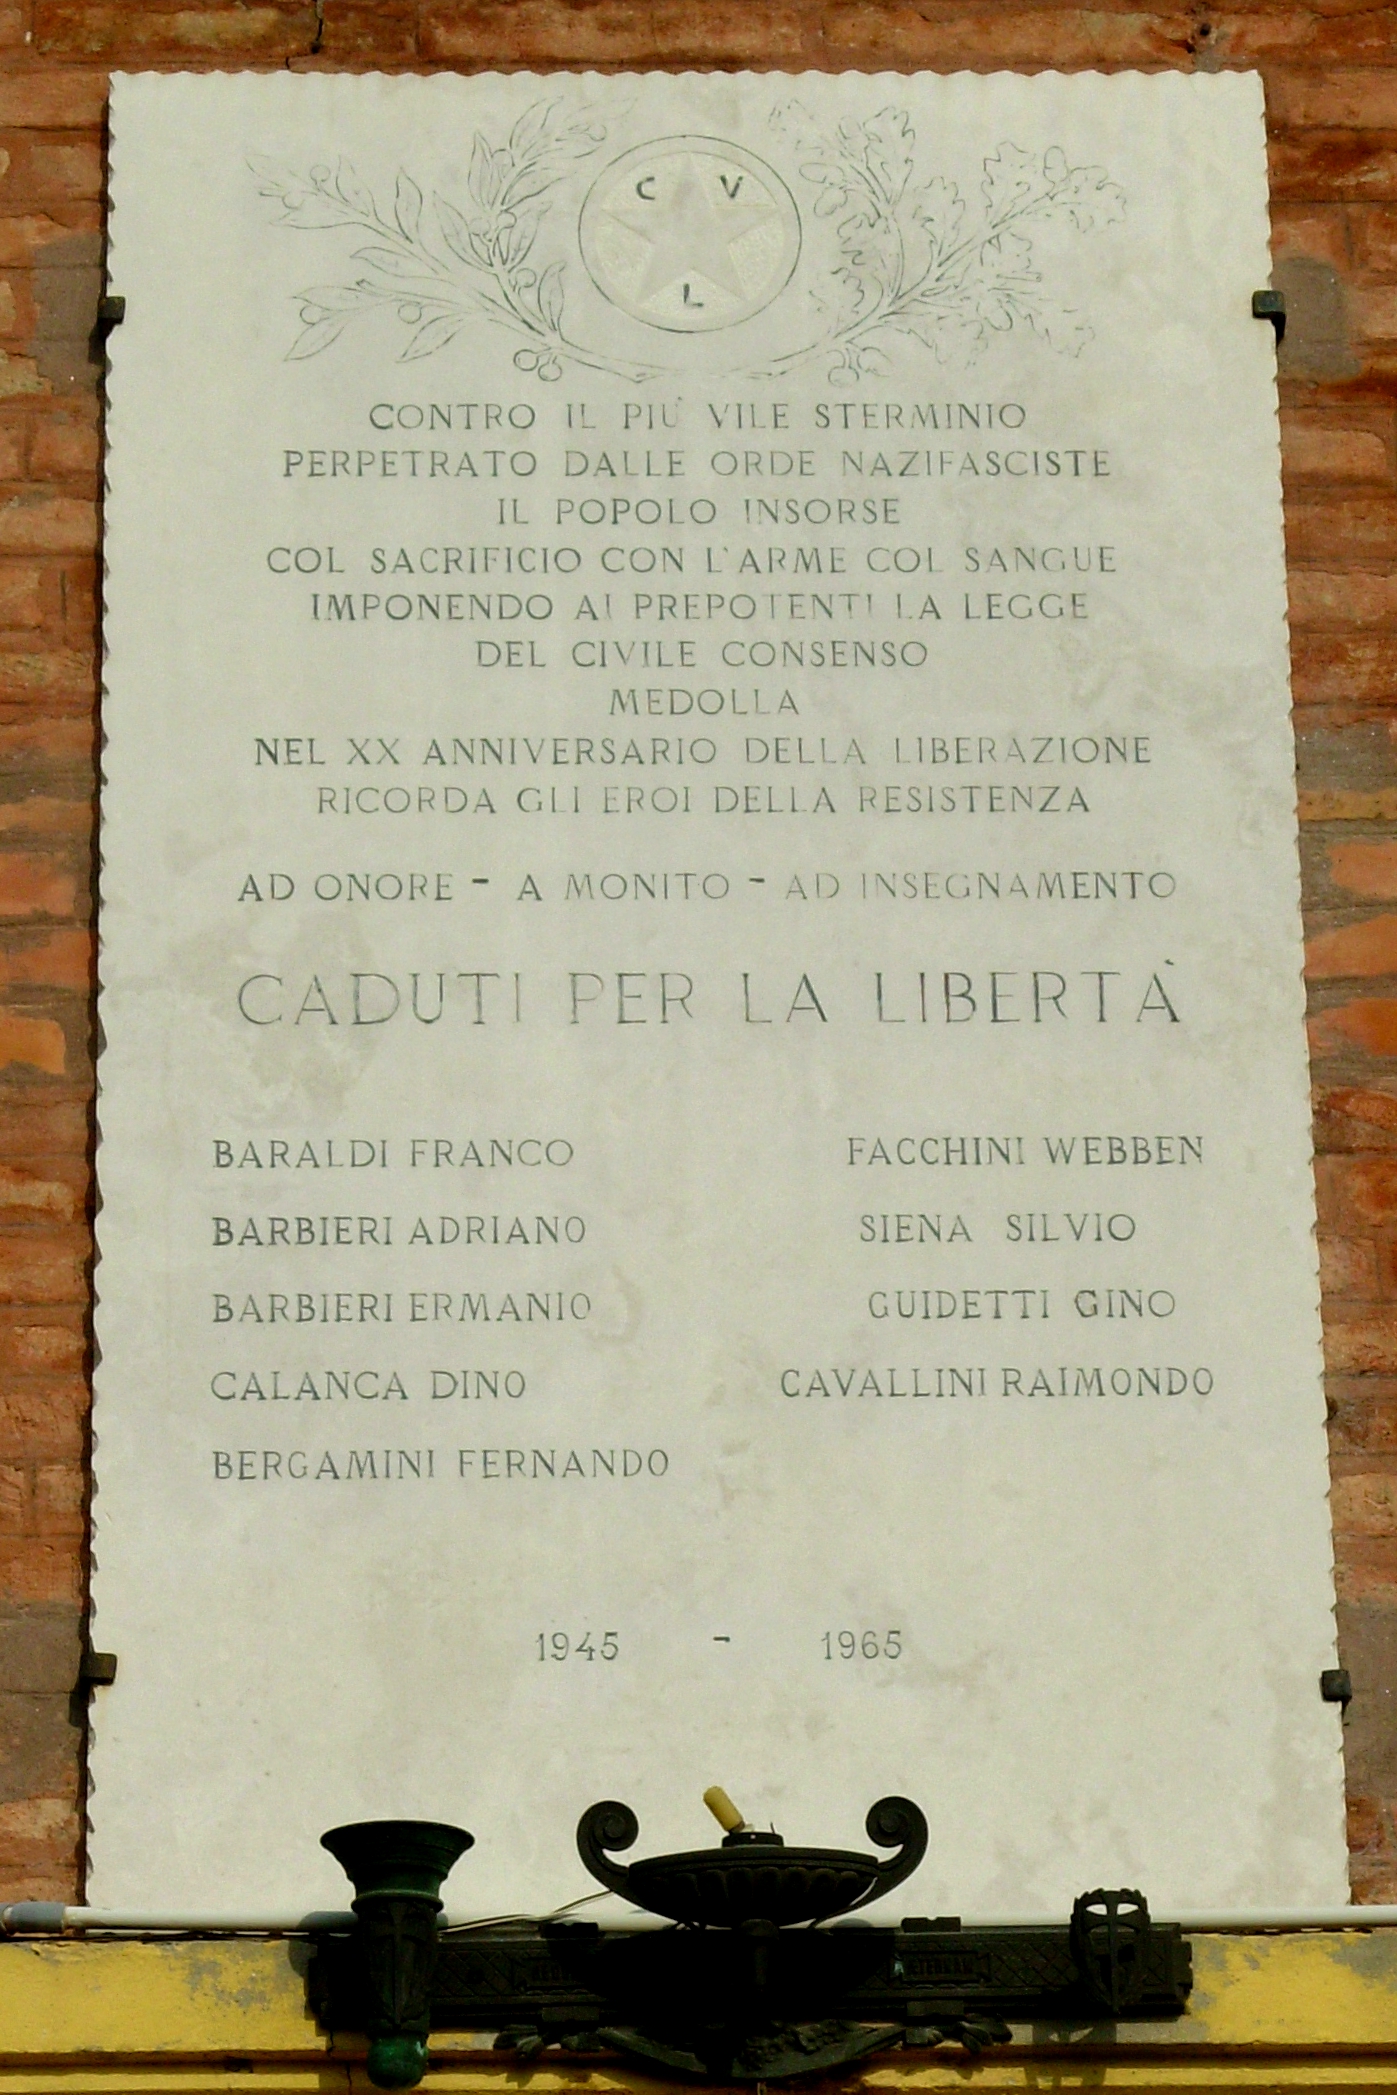 C V
L
CONTRO IL PIÙ VILE STERMINIO
PERPETRATO DALLE ORDE NAZIFASCISTE
IL POPOLO INSORSE
COL SACRIFICIO CON L'ARME COL SANGUE
IMPONENDO AI PREPOTENTI LA LEGGE
DEL CIVILE CONSENSO
MEDOLLA
NEL XX ANNIVERSARIO DELLA LIBERAZIONE
RICORDA GLI EROI DELLA RESISTENZA
AD ONORE - A MONITO - AD INSEGNAMENTO
CADUTI PER LA LIBERTÀ
BARALDI FRANCO
BARBIERI ADRIANO
BARBIERI ERMANIO
CALANCA DINO
BERGAMINI FERNANDO
FACCHINI WEBBEN
SIENA SILVIO
GUIDETTI GINO
CAVALLINI RAIMONDO
1945 - 1965